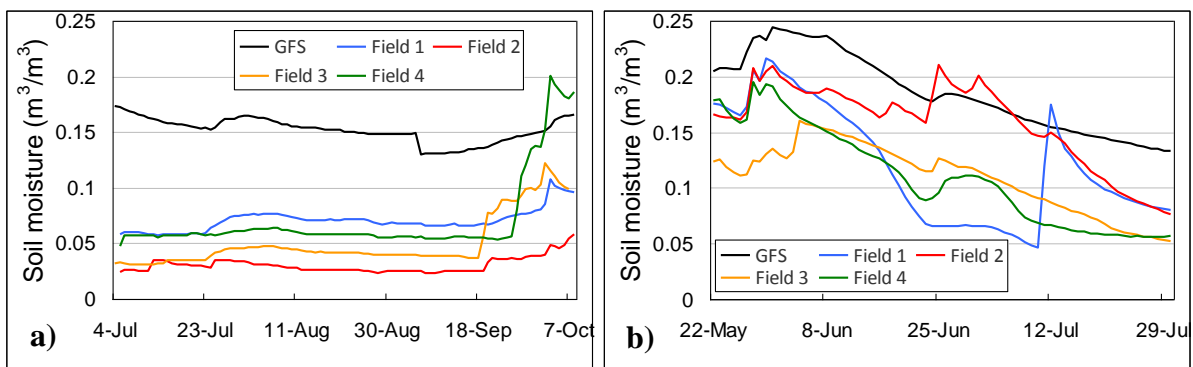 Soil moisture (m³/m³)
0.25
0.2
0.15
0.1
0.05
0
GFS Field 1 Field 2
Field 3 Field 4
4-Jul 23-Jul 11-Aug 30-Aug 18-Sep 7-Oct
a)
Soil moisture (m³/m³)
0.25
0.2
0.15
0.1
0.05
0
GFS Field 1 Field 2
Field 3 Field 4
22-May 8-Jun 25-Jun 12-Jul 29-Jul
b)